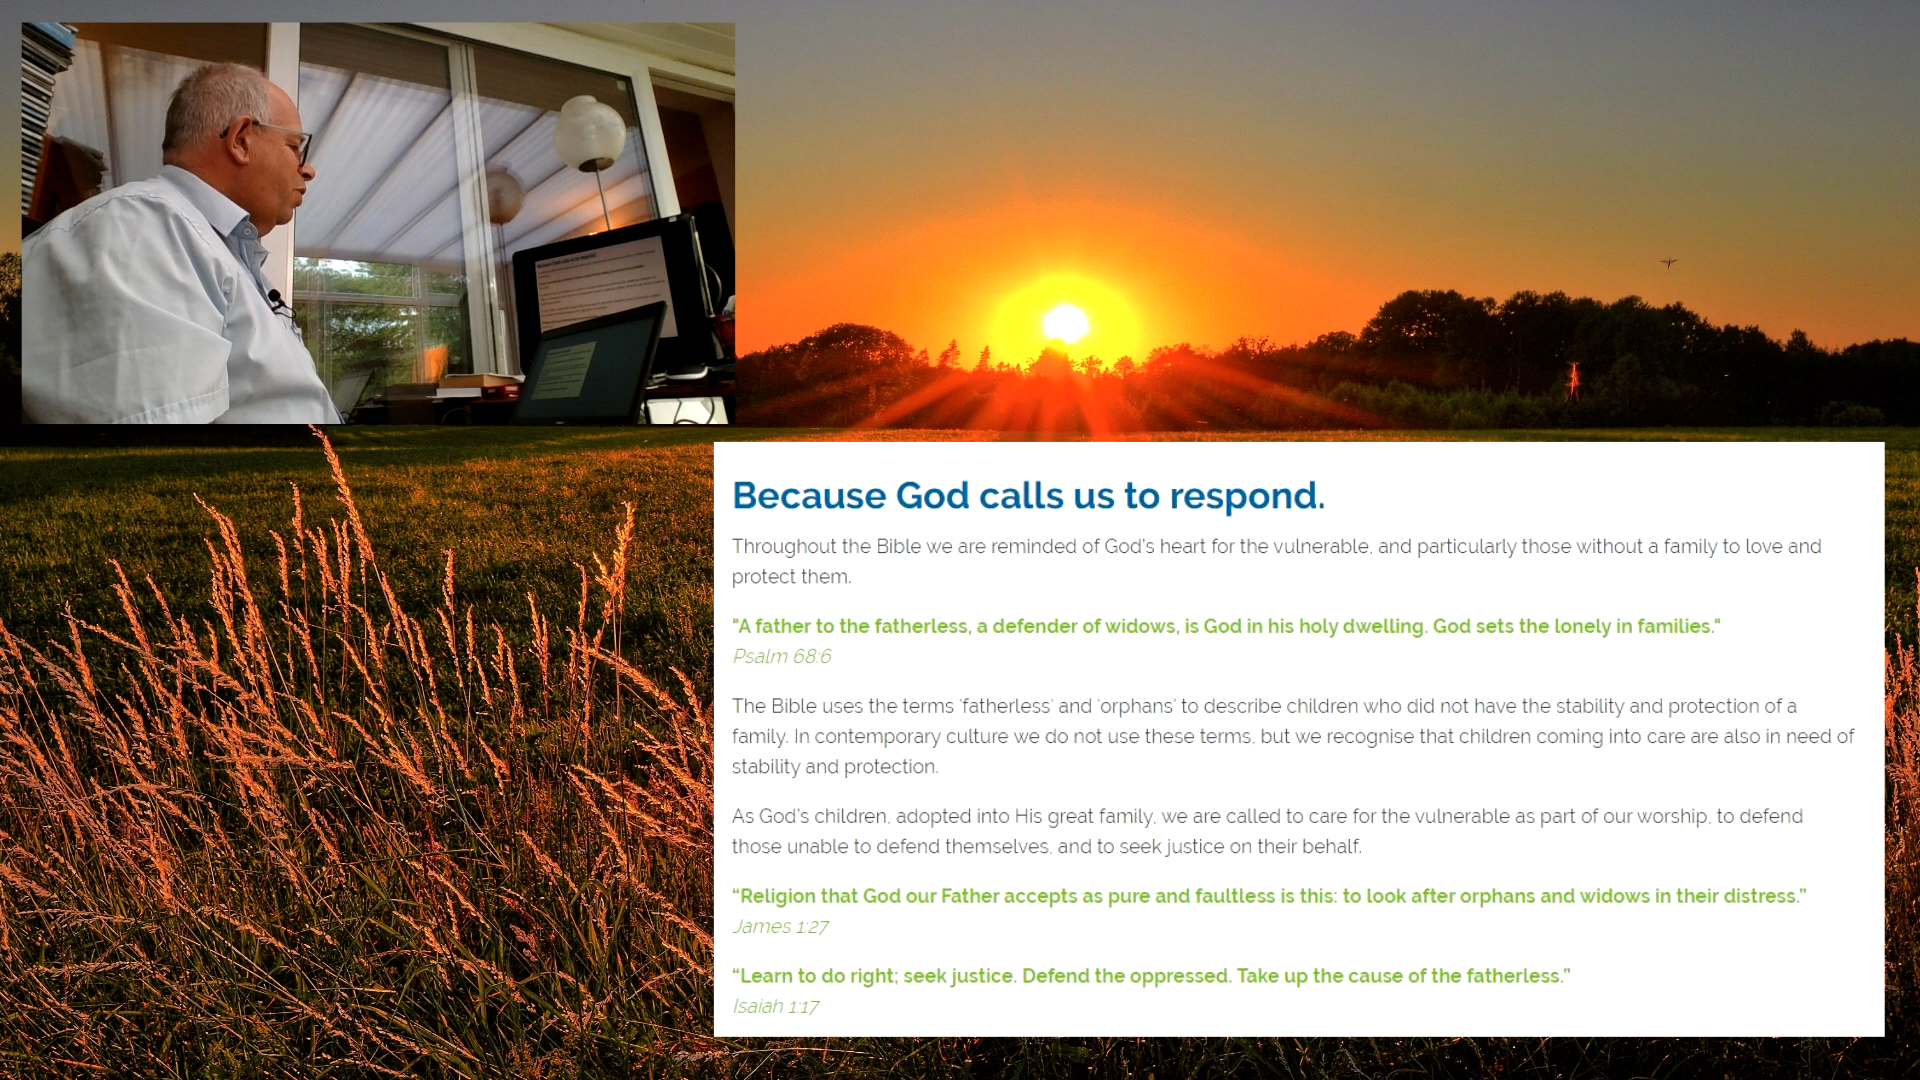 Because God calls us to respond.
Throughout the Bible we are reminded of God's heart for the vulnerable, and particularly those without a family to love and
protect them.
"A father to the fatherless, a defender of widows, is God in his holy dwelling. God sets the lonely in families."
Psalm 68:6
The Bible uses the terms 'fatherless' and 'orphans' to describe children who did not have the stability and protection of a
family. In contemporary culture we do not use these terms, but we recognise that children coming into care are also in need of
stability and protection.
As God's children, adopted into His great family, we are called to care for the vulnerable as part of our worship, to defend
those unable to defend themselves, and to seek justice on their behalf.
“Religion that God our Father accepts as pure and faultless is this: to look after orphans and widows in their distress.”
James 1:27
“Learn to do right; seek justice. Defend the oppressed. Take up the cause of the fatherless.”
Isaiah 1:17